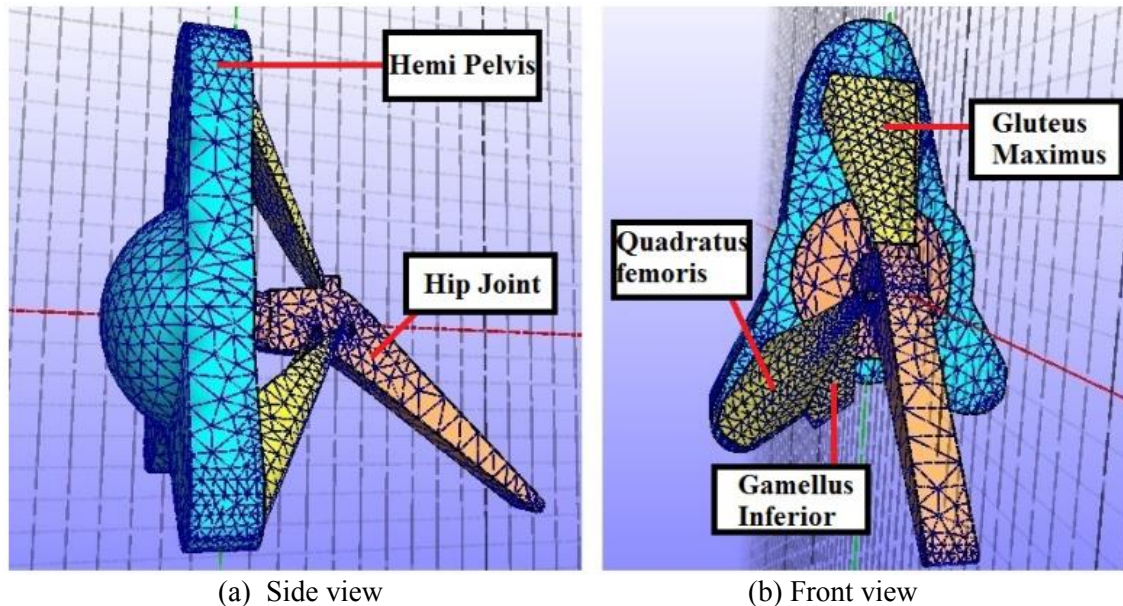 Hemi Pelvis
Hip Joint
Gluteus
Maximus
Quadratus
femoris
Gamellus
Inferior
(a) Side view
(b) Front view